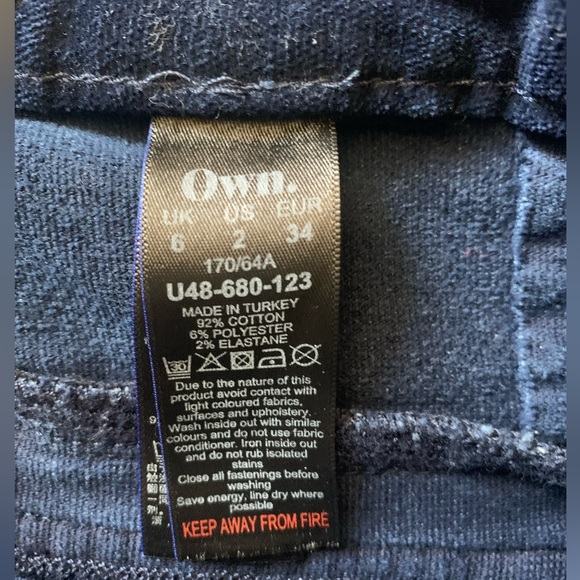 Own.
UK US EUR
6 2 34
170/64A
U48-680-123
MADE IN TURKEY
92% COTTON
6% POLYESTER
2% ELASTANE
30
Due to the nature of this
product avoid contact with
light coloured fabrics,
surfaces and upholstery.
Wash inside out with similar
colours and do not use fabric
conditioner. Iron inside out
and do not rub isolated
stains
Close all fastenings before
washing
Save energy, line dry where
possible
KEEP AWAY FROM FIRE